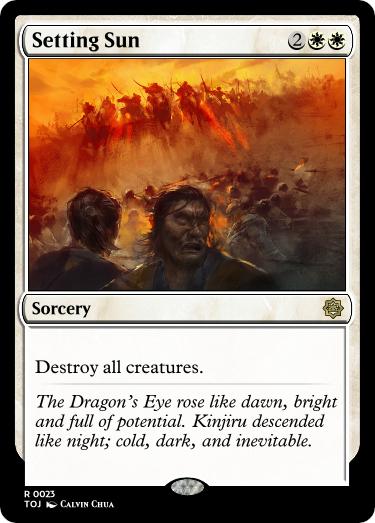 Setting Sun 2
Sorcery
Destroy all creatures.
The Dragon's Eye rose like dawn, bright
and full of potential. Kinjiru descended
like night; cold, dark, and inevitable.
R 0023
TOJ Calvin Chua